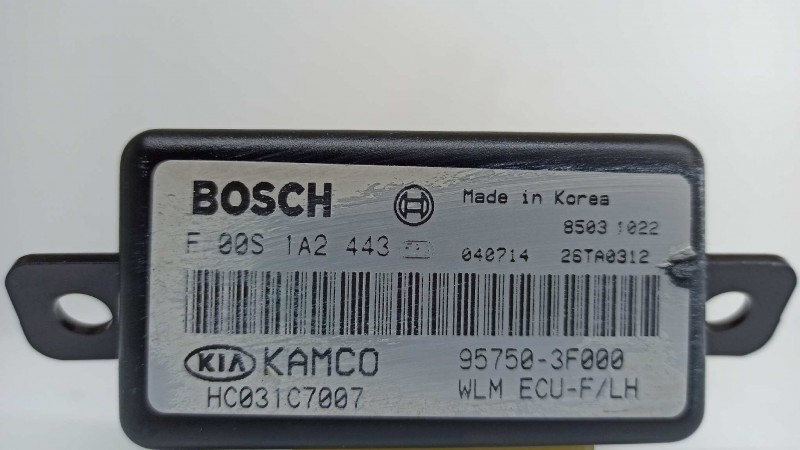 BOSCH Made in Korea
8503 1022
F 00S 1A2 443 040714 26TA0312
KIA KAMCO 95750-3F000
HC031C7007 WLM ECU-F/LH